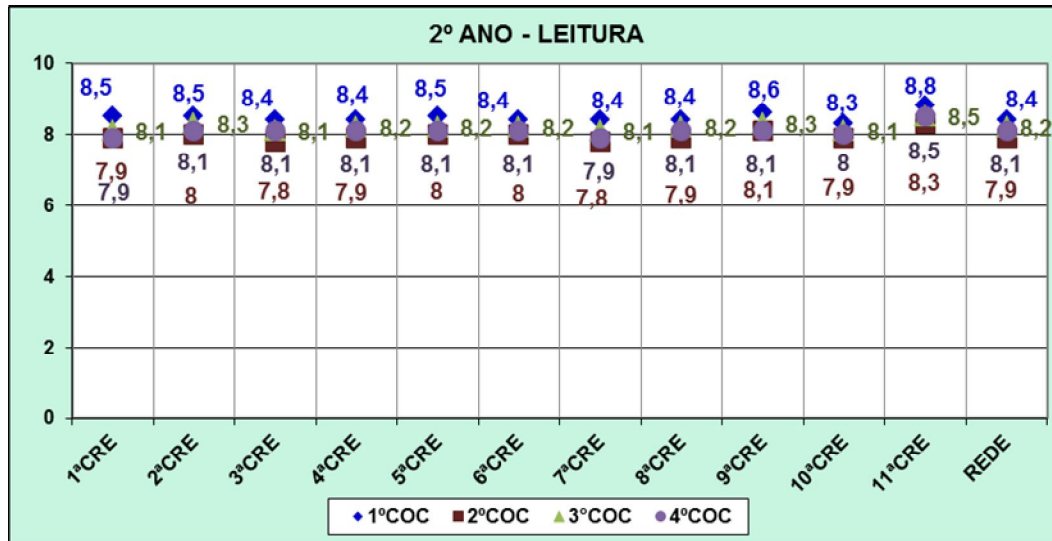 2º ANO - LEITURA
10
8
6
4
2
0
8,5 8,5 8,4 8,4 8,5 8,4 8,4 8,4 8,6 8,3 8,8 8,4
8,1 8,3 8,1 8,2 8,2 8,2 8,1 8,2 8,3 8,1 8,5 8,2
7,9 8,1 8,1 8,1 8,1 8,1 7,9 8,1 8,1 8 8,5 8,1
7,9 8 7,8 7,9 8 8 7,8 7,9 8,1 7,9 8,3 7,9
1ªCRE 2ªCRE 3ªCRE 4ªCRE 5ªCRE 6ªCRE 7ªCRE 8ªCRE 9ªCRE 10ªCRE 11ªCRE REDE
1ºCOC 2ºCOC 3°COC 4ºCOC